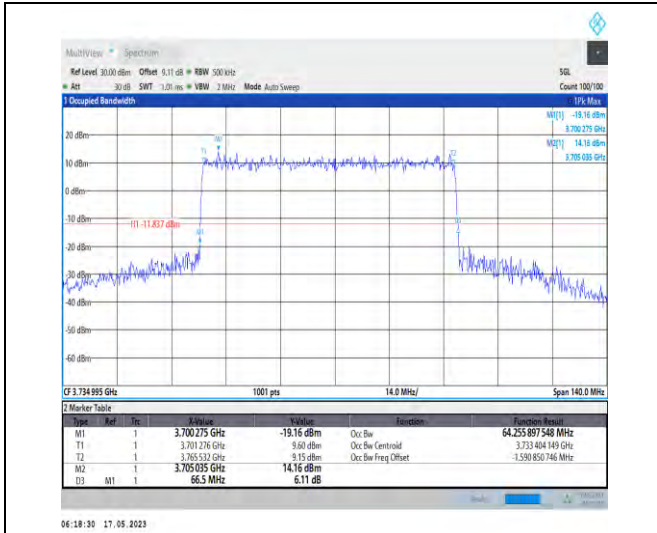 MultiView Spectrum
Ref Level 30.00 dBm Offset 9.11 dB RBW 500 kHz SGL
Att 30 dB SWT 1.01 ms VBW 2 MHz Mode Auto Sweep Count 100/100
1 Occupied Bandwidth 1Pk Max
M1[1] -19.16 dBm
3.700 275 GHz
M2[1] 14.16 dBm
3.705 035 GHz
20 dBm
10 dBm
0 dBm
-10 dBm
H1 -11.837 dBm
-20 dBm
-30 dBm
-40 dBm
-50 dBm
-60 dBm
T1
M2
T2
M1
CF 3.734 995 GHz 1001 pts 14.0 MHz/ Span 140.0 MHz
2 Marker Table
Type Ref Trc X-Value Y-Value Function Function Result
M1 1 3.700 275 GHz -19.16 dBm Occ Bw 64.255 897 548 MHz
T1 1 3.701 276 GHz 9.60 dBm Occ Bw Centroid 3.733 404 149 GHz
T2 1 3.765 532 GHz 9.15 dBm Occ Bw Freq Offset -1.590 850 746 MHz
M2 1 3.705 035 GHz 14.16 dBm
D3 M1 1 66.5 MHz 6.11 dB
06:18:30 17.05.2023